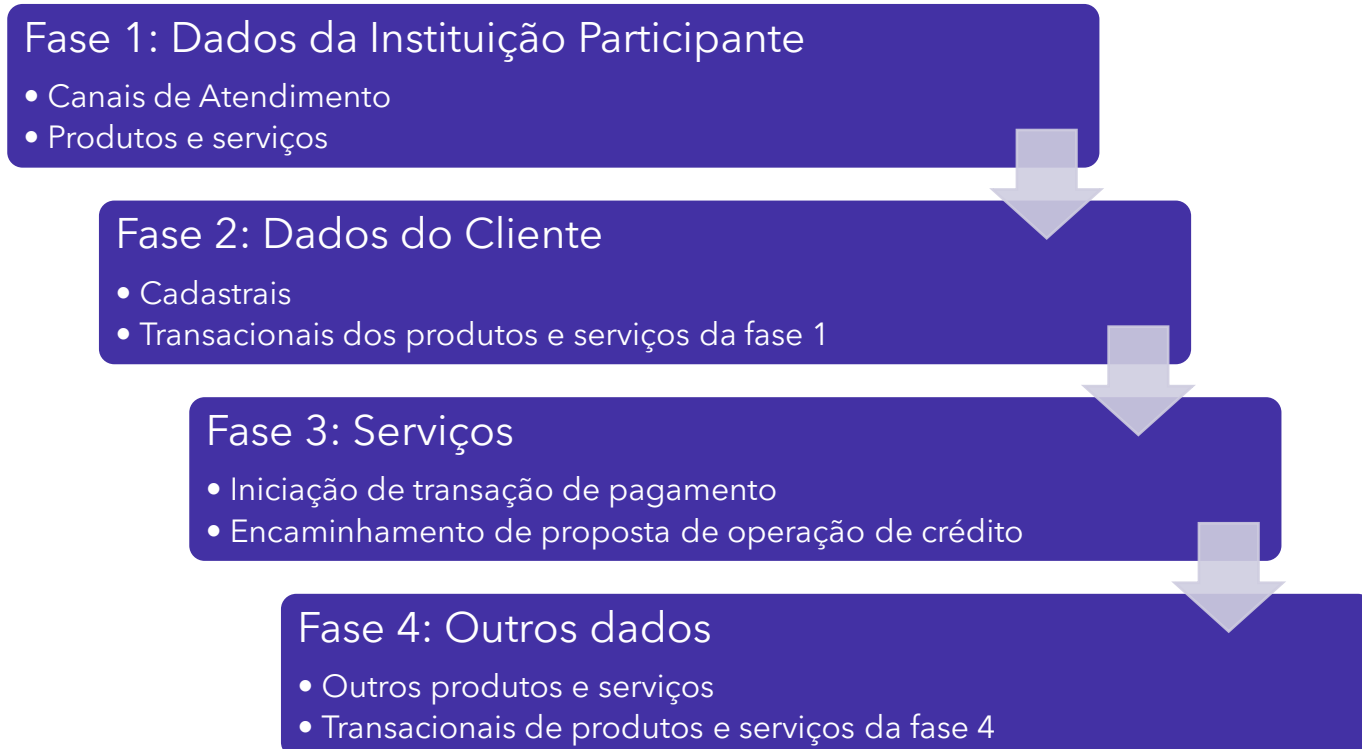 Fase 1: Dados da Instituição Participante
• Canais de Atendimento
• Produtos e serviços
Fase 2: Dados do Cliente
• Cadastrais
• Transacionais dos produtos e serviços da fase 1
Fase 3: Serviços
• Iniciação de transação de pagamento
• Encaminhamento de proposta de operação de crédito
Fase 4: Outros dados
• Outros produtos e serviços
• Transacionais de produtos e serviços da fase 4